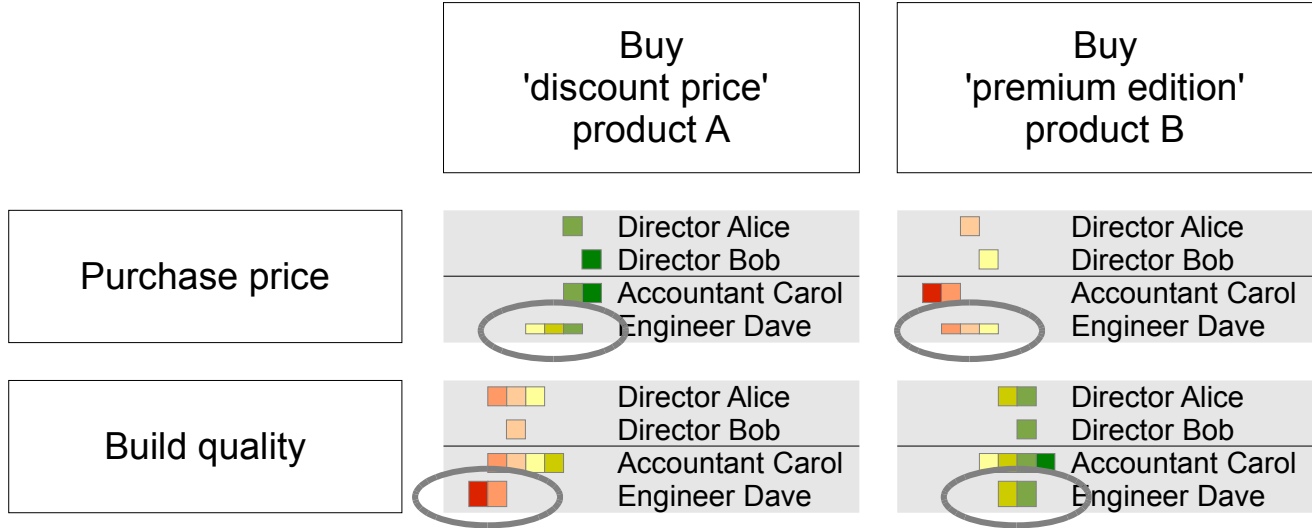 Buy
'discount price'
product A
Buy
'premium edition'
product B
Purchase price
Director Alice
Director Bob
Accountant Carol
Engineer Dave
Director Alice
Director Bob
Accountant Carol
Engineer Dave
Build quality
Director Alice
Director Bob
Accountant Carol
Engineer Dave
Director Alice
Director Bob
Accountant Carol
Engineer Dave